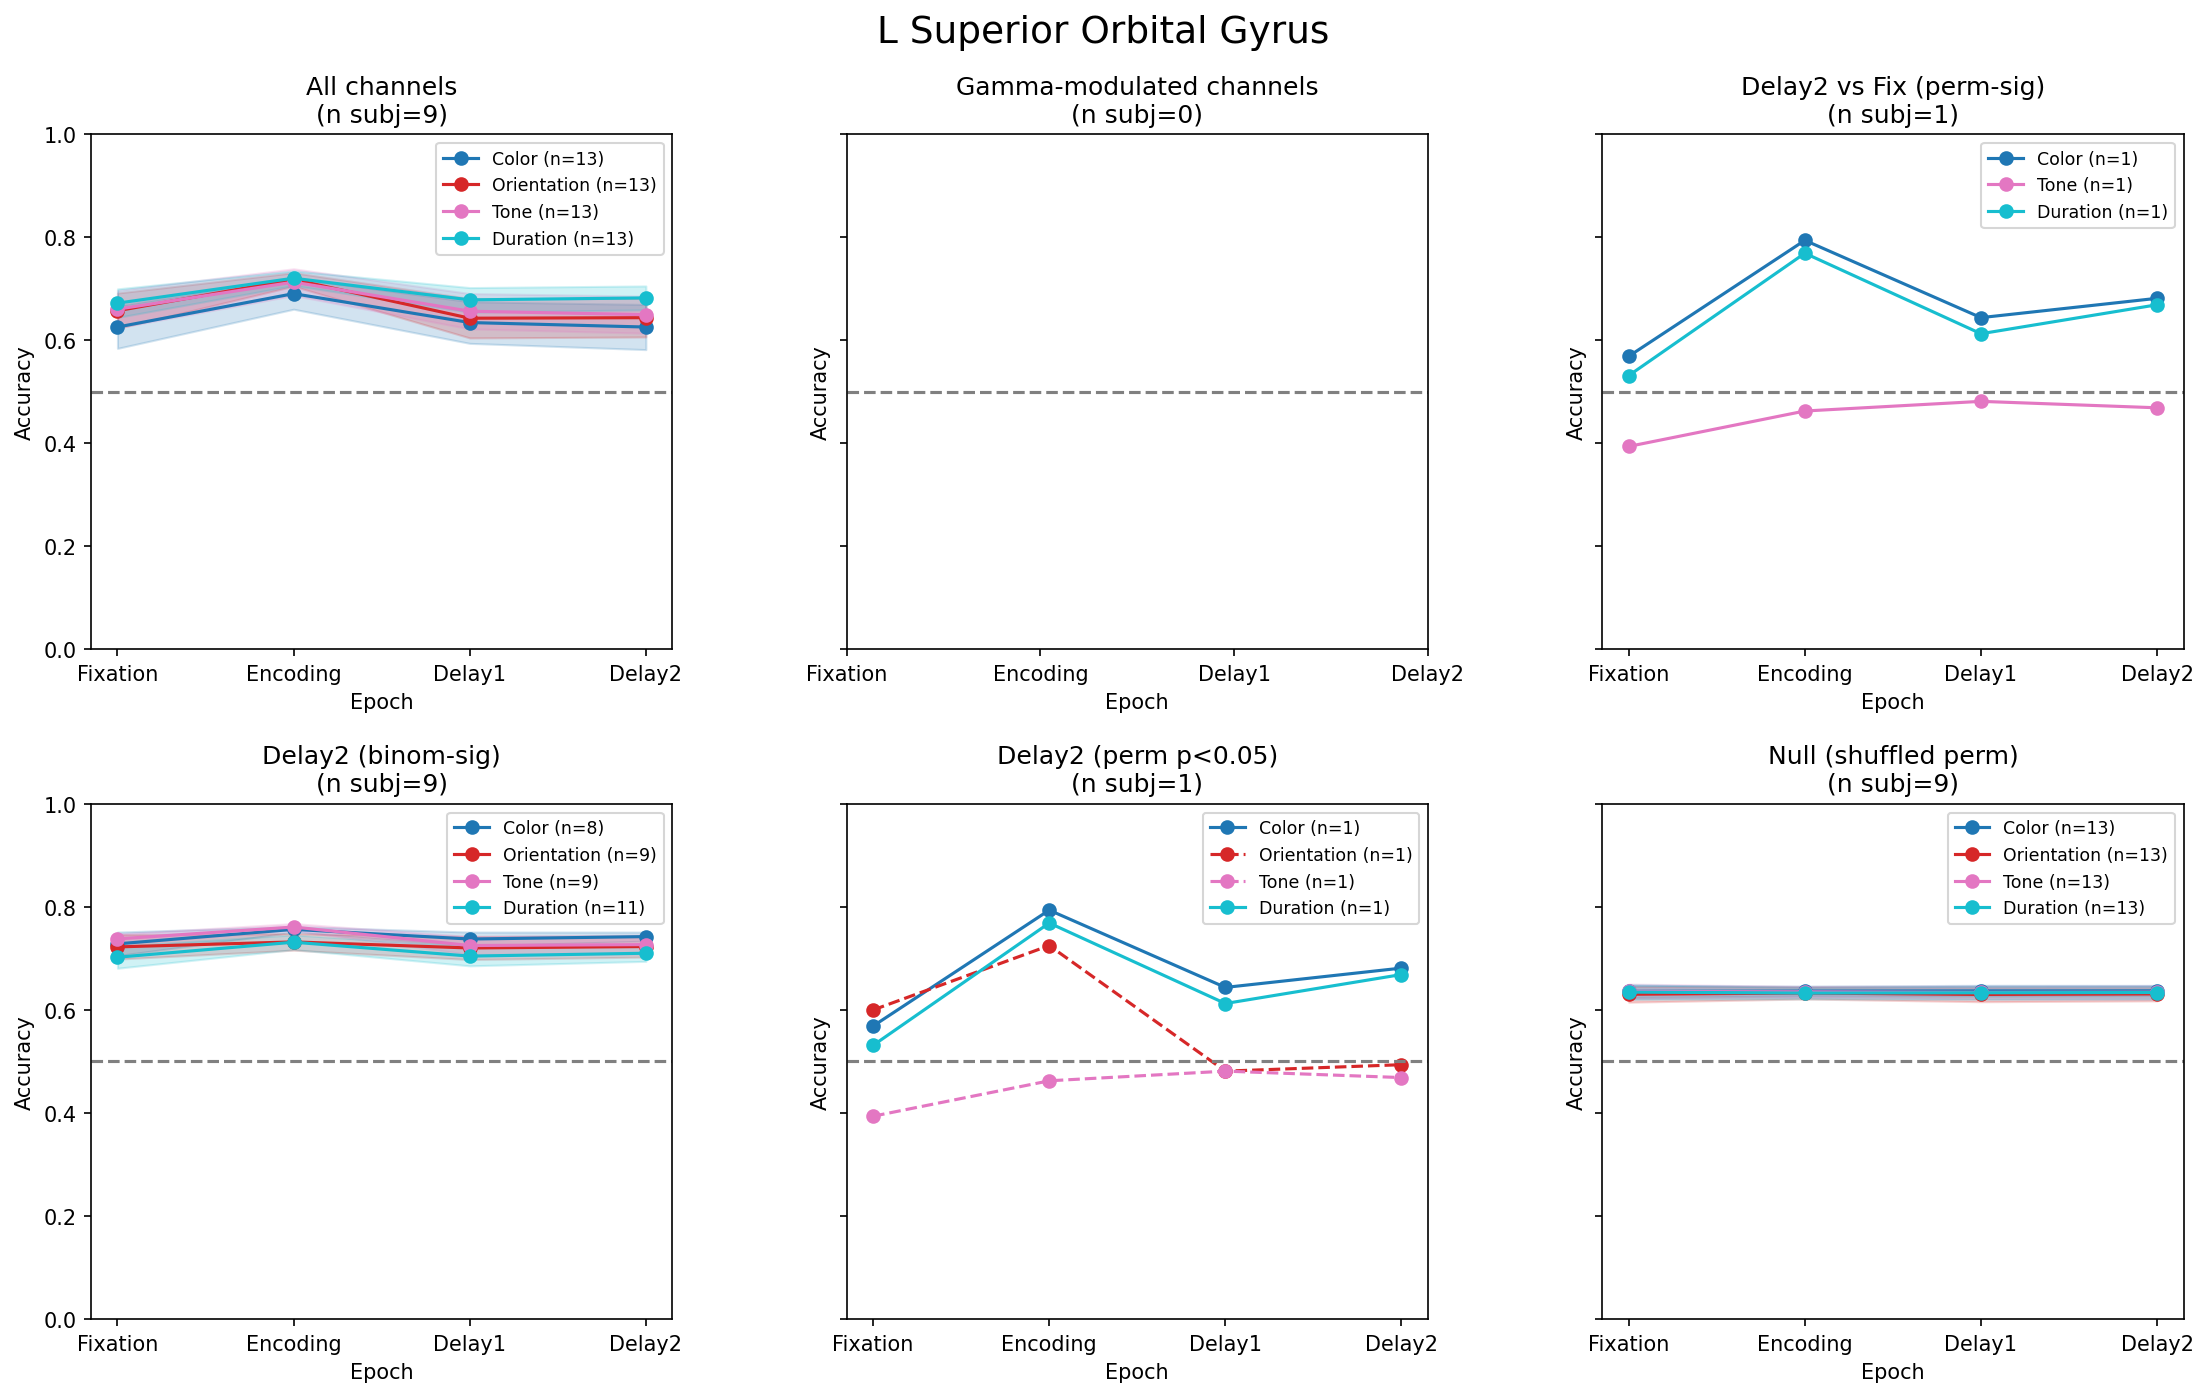 L Superior Orbital Gyrus
All channels
(n subj=9)
1.0
0.8
0.6
0.4
0.2
0.0
Accuracy
Color (n=13)
Orientation (n=13)
Tone (n=13)
Duration (n=13)
Fixation Encoding Delay1 Delay2
Epoch
Gamma-modulated channels
(n subj=0)
Accuracy
Fixation Encoding Delay1 Delay2
Epoch
Delay2 vs Fix (perm-sig)
(n subj=1)
Accuracy
Color (n=1)
Tone (n=1)
Duration (n=1)
Fixation Encoding Delay1 Delay2
Epoch
Delay2 (binom-sig)
(n subj=9)
1.0
0.8
0.6
0.4
0.2
0.0
Accuracy
Color (n=8)
Orientation (n=9)
Tone (n=9)
Duration (n=11)
Fixation Encoding Delay1 Delay2
Epoch
Delay2 (perm p<0.05)
(n subj=1)
Accuracy
Color (n=1)
Orientation (n=1)
Tone (n=1)
Duration (n=1)
Fixation Encoding Delay1 Delay2
Epoch
Null (shuffled perm)
(n subj=9)
Accuracy
Color (n=13)
Orientation (n=13)
Tone (n=13)
Duration (n=13)
Fixation Encoding Delay1 Delay2
Epoch